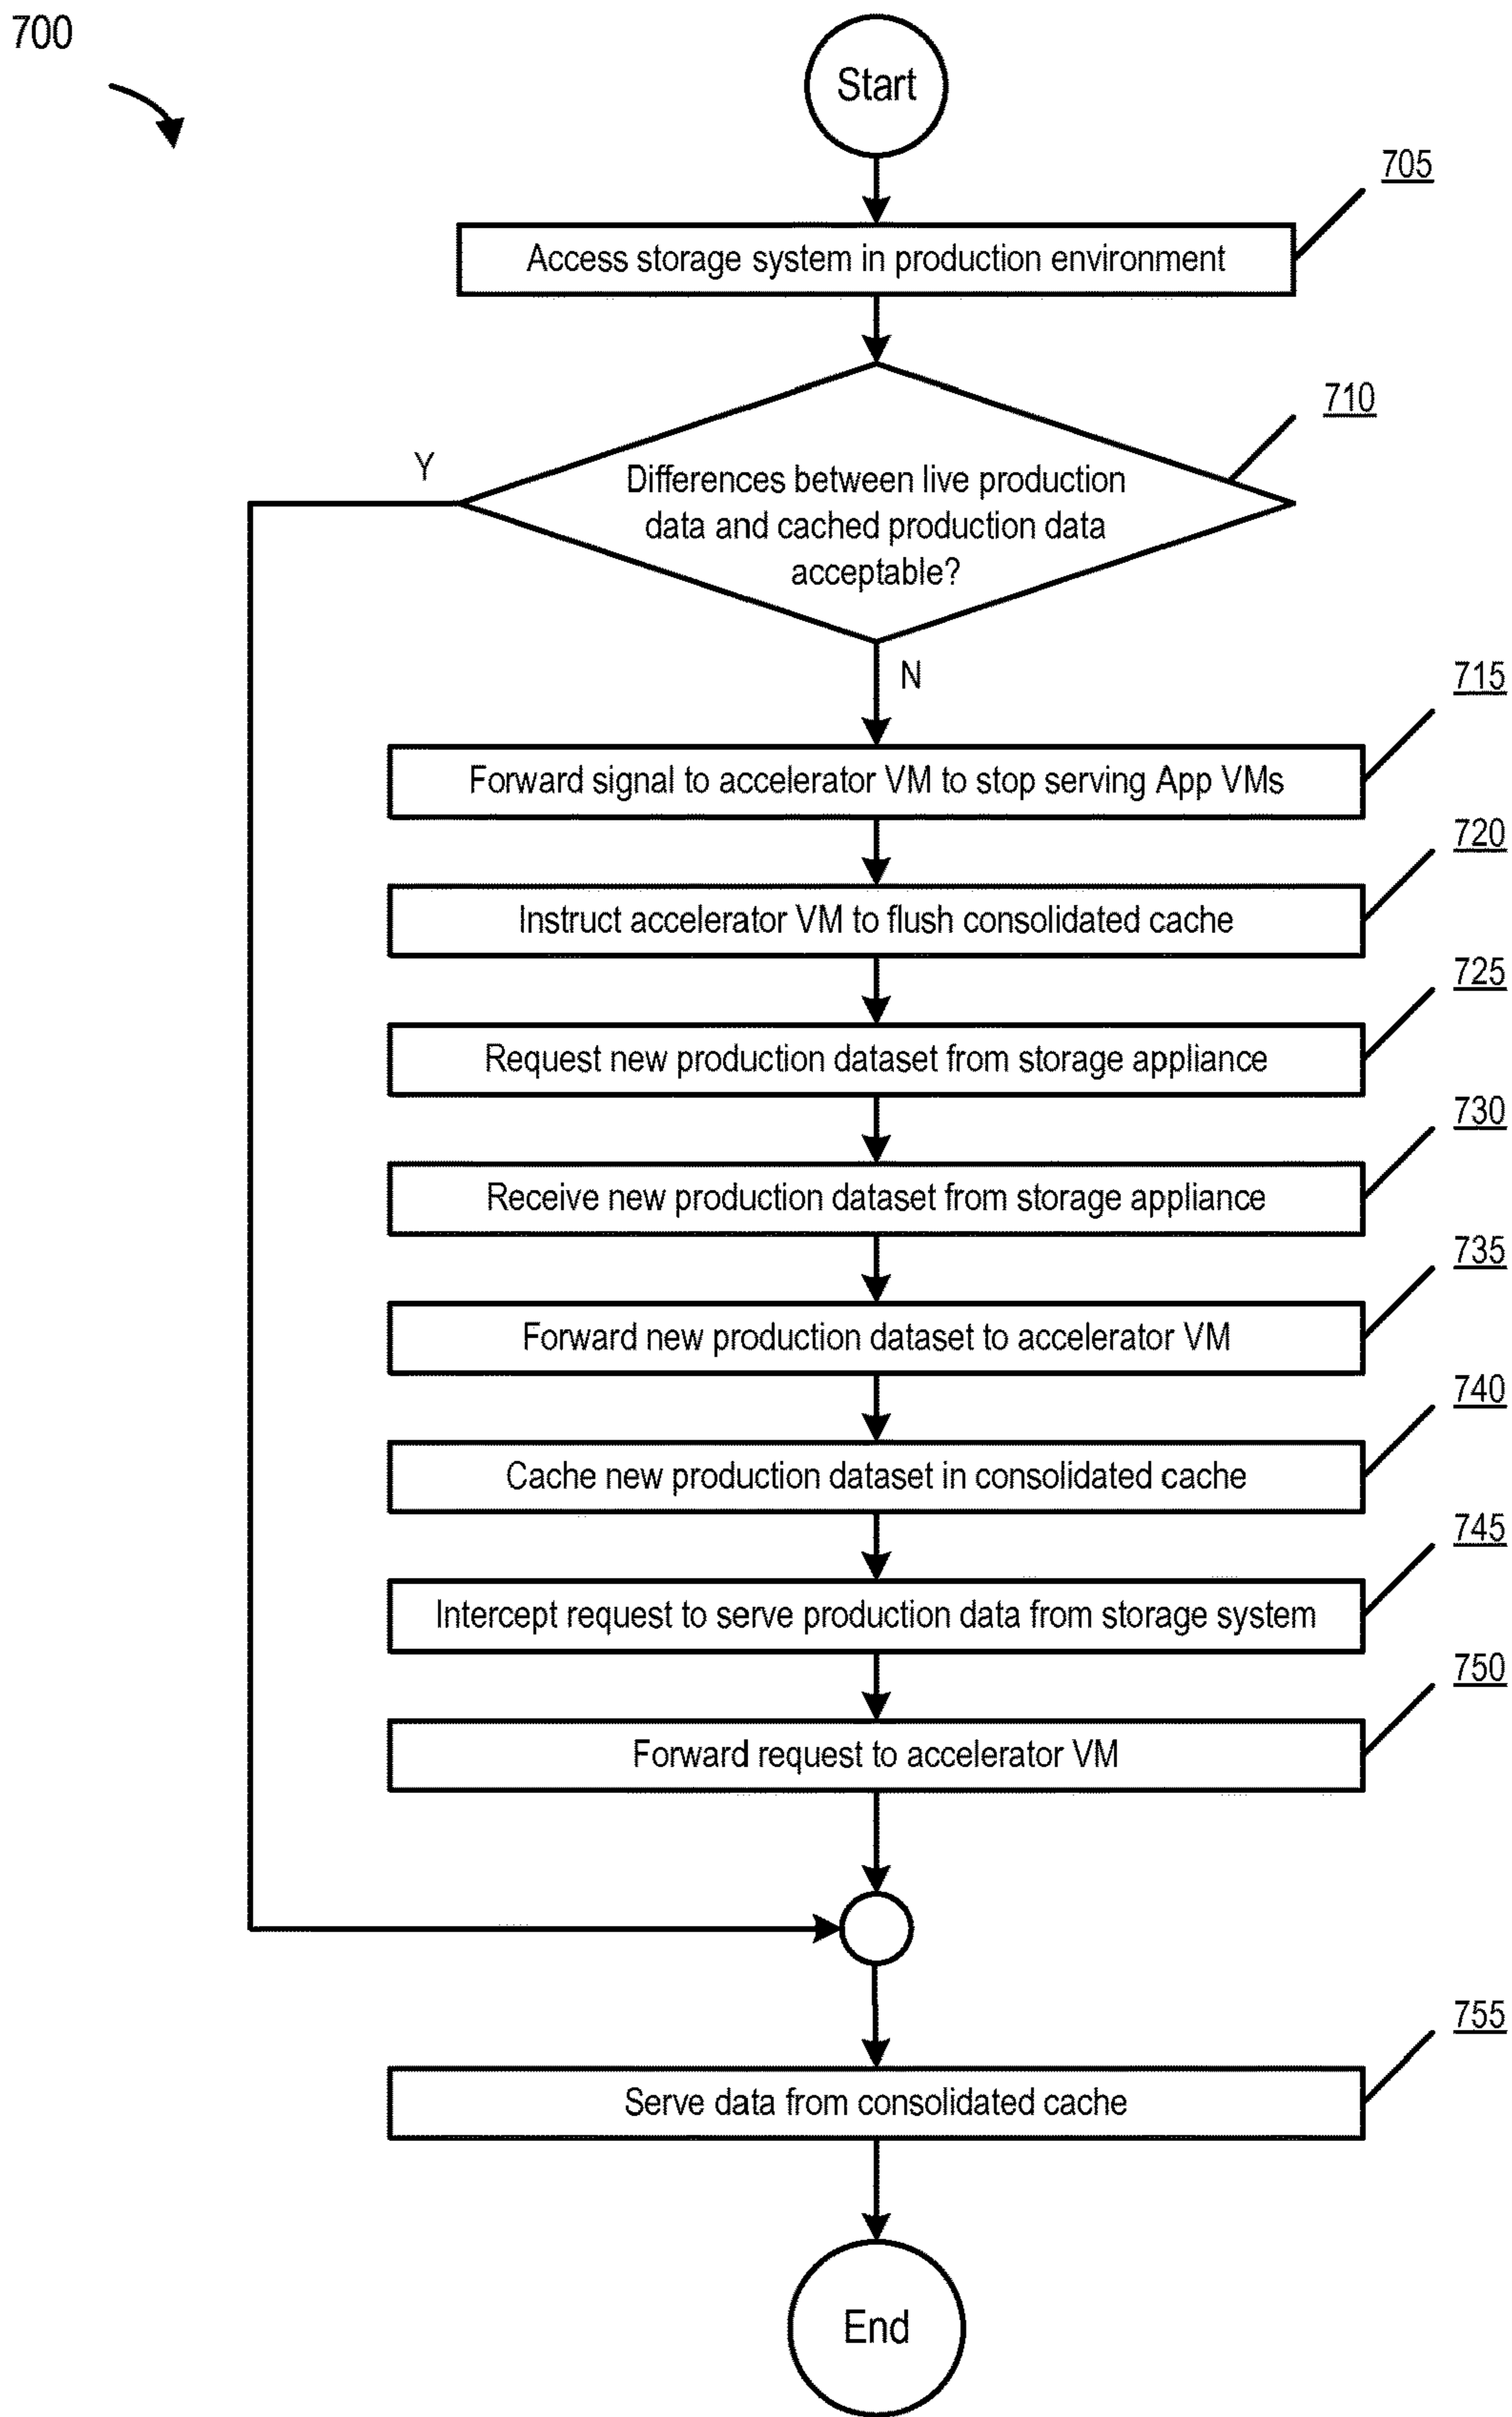 700
Start
705
Access storage system in production environment
710
Y
Differences between live production
data and cached production data
acceptable?
N
715
Forward signal to accelerator VM to stop serving App VMs
720
Instruct accelerator VM to flush consolidated cache
725
Request new production dataset from storage appliance
730
Receive new production dataset from storage appliance
735
Forward new production dataset to accelerator VM
740
Cache new production dataset in consolidated cache
745
Intercept request to serve production data from storage system
750
Forward request to accelerator VM
755
Serve data from consolidated cache
End